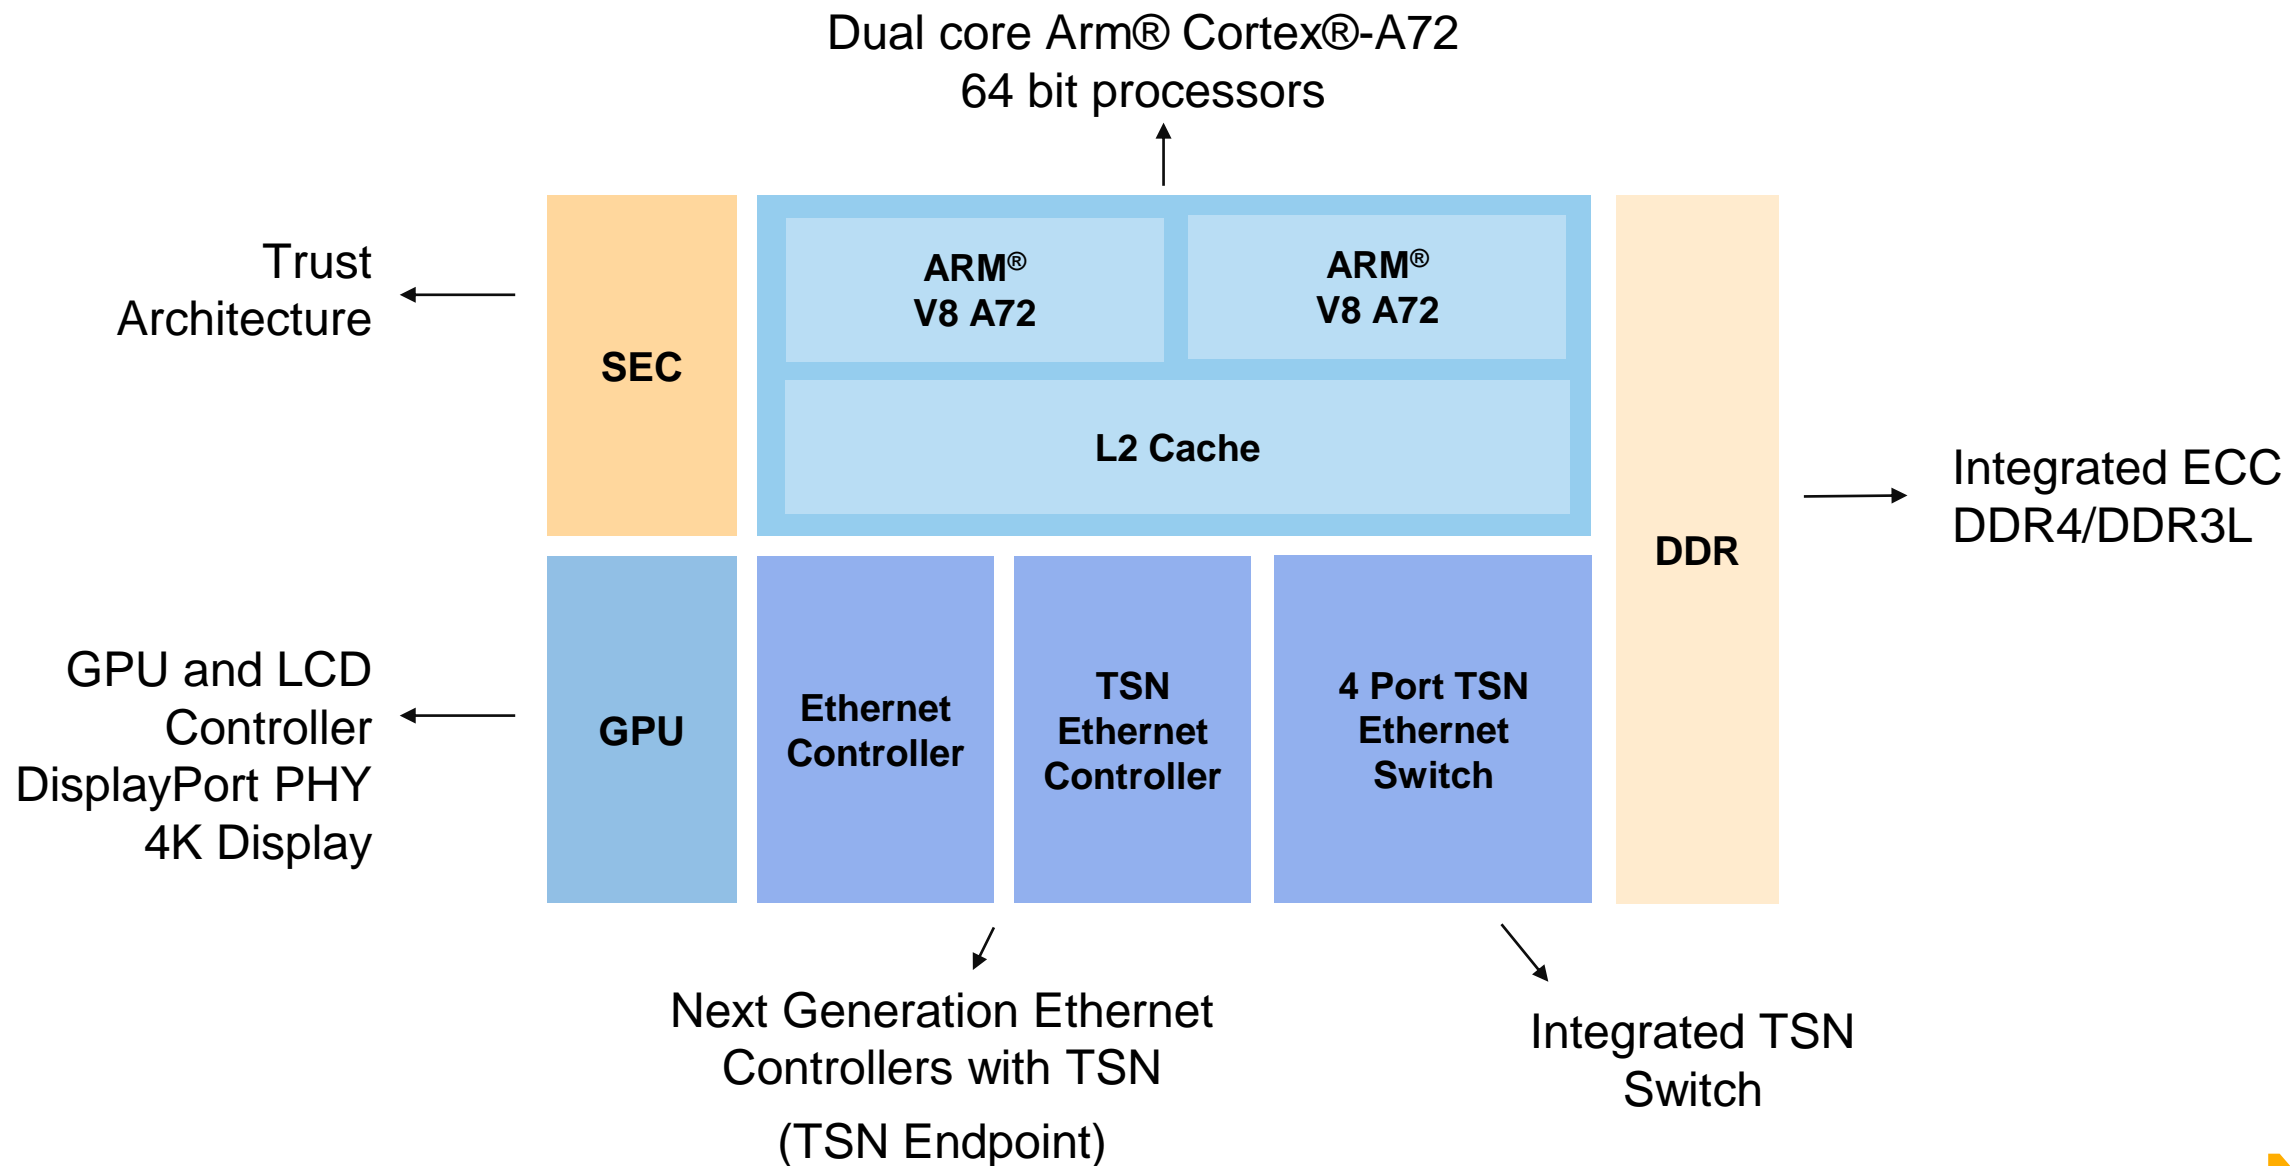 Dual core Arm® Cortex®-A72
64 bit processors
Trust
Architecture
SEC
ARM®
V8 A72
ARM®
V8 A72
L2 Cache
DDR
Integrated ECC
DDR4/DDR3L
GPU and LCD
Controller
DisplayPort PHY
4K Display
GPU
Ethernet
Controller
TSN
Ethernet
Controller
4 Port TSN
Ethernet
Switch
Next Generation Ethernet
Controllers with TSN
(TSN Endpoint)
Integrated TSN
Switch